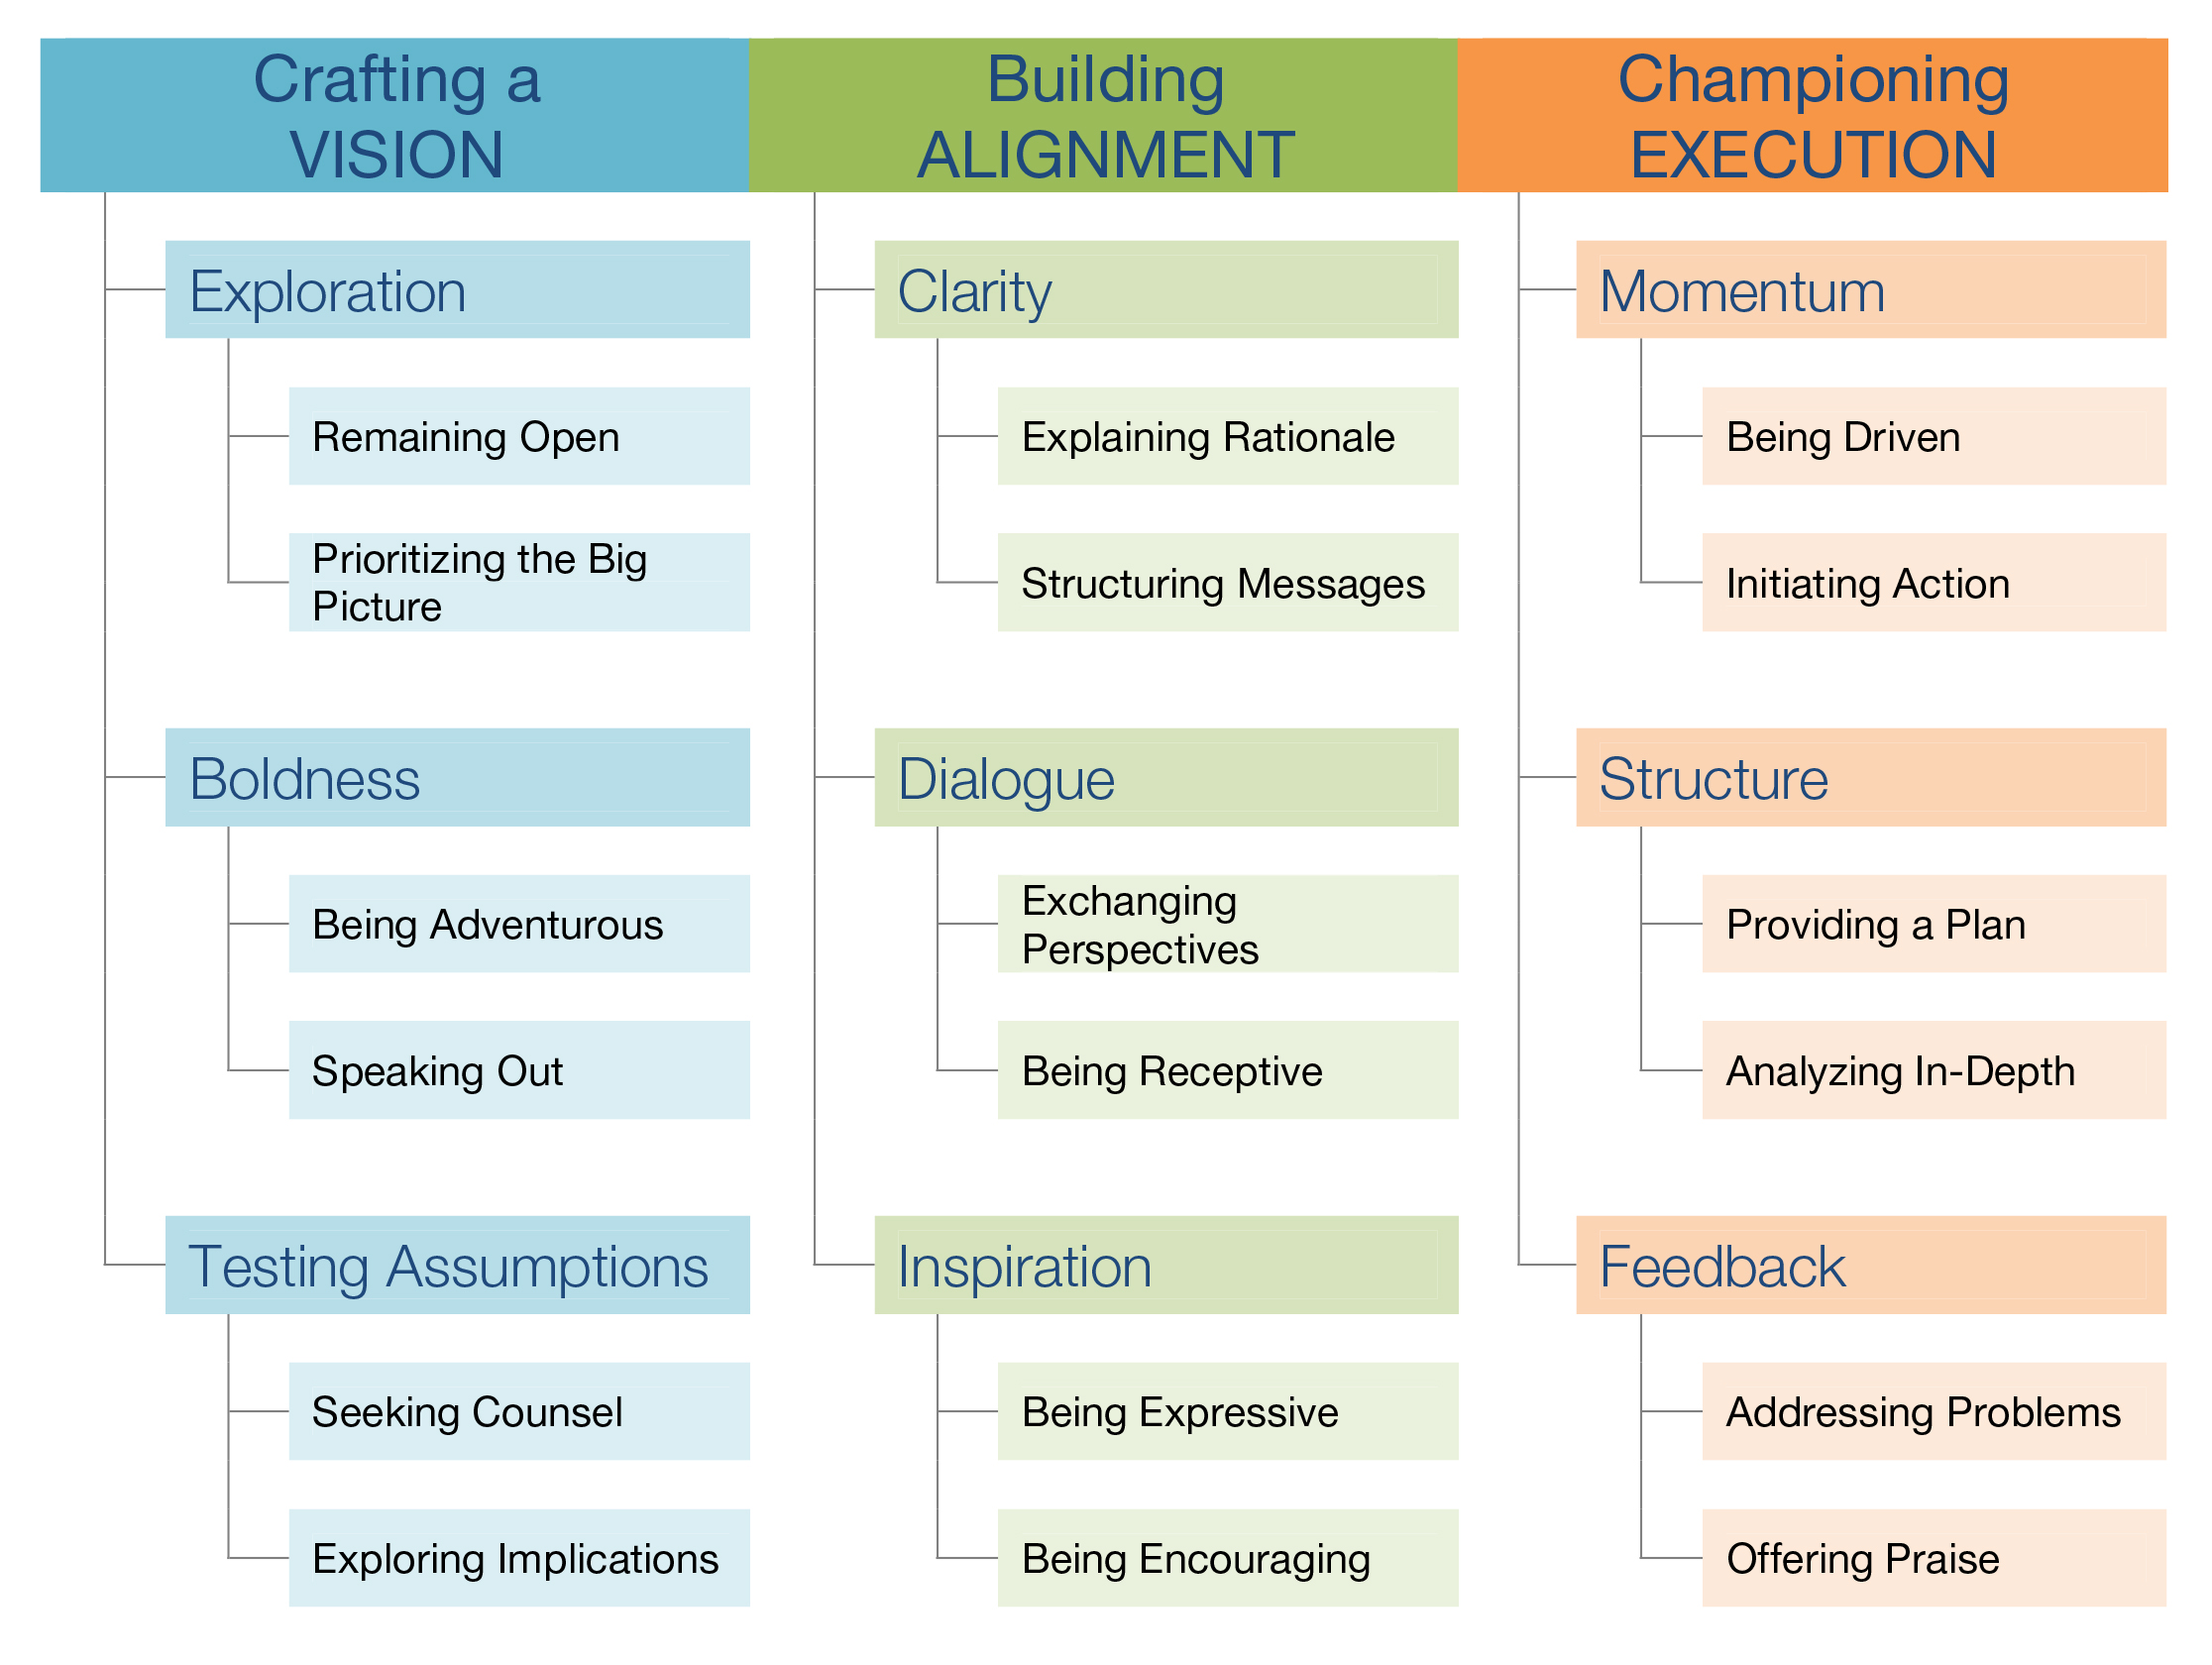 Crafting a
VISION
Exploration
Remaining Open
Prioritizing the Big
Picture
Boldness
Being Adventurous
Speaking Out
Testing Assumptions
Seeking Counsel
Exploring Implications
Building
ALIGNMENT
Clarity
Explaining Rationale
Structuring Messages
Dialogue
Exchanging
Perspectives
Being Receptive
Inspiration
Being Expressive
Being Encouraging
Championing
EXECUTION
Momentum
Being Driven
Initiating Action
Structure
Providing a Plan
Analyzing In-Depth
Feedback
Addressing Problems
Offering Praise